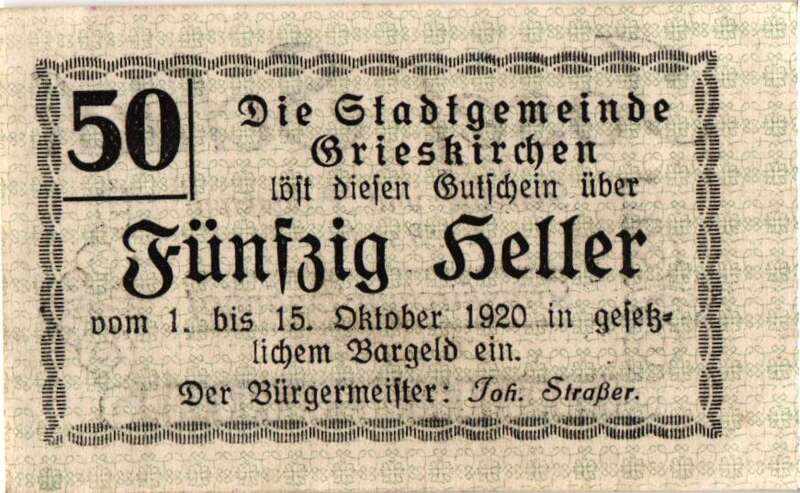 50
Die Stadtgemeinde
Grieskirchen
löst diesen Gutschein über
Fünfzig Heller
vom 1. bis 15. Oktober 1920 in gesetz-
lichem Bargeld ein.
Der Bürgermeister: Joh. Straßer.